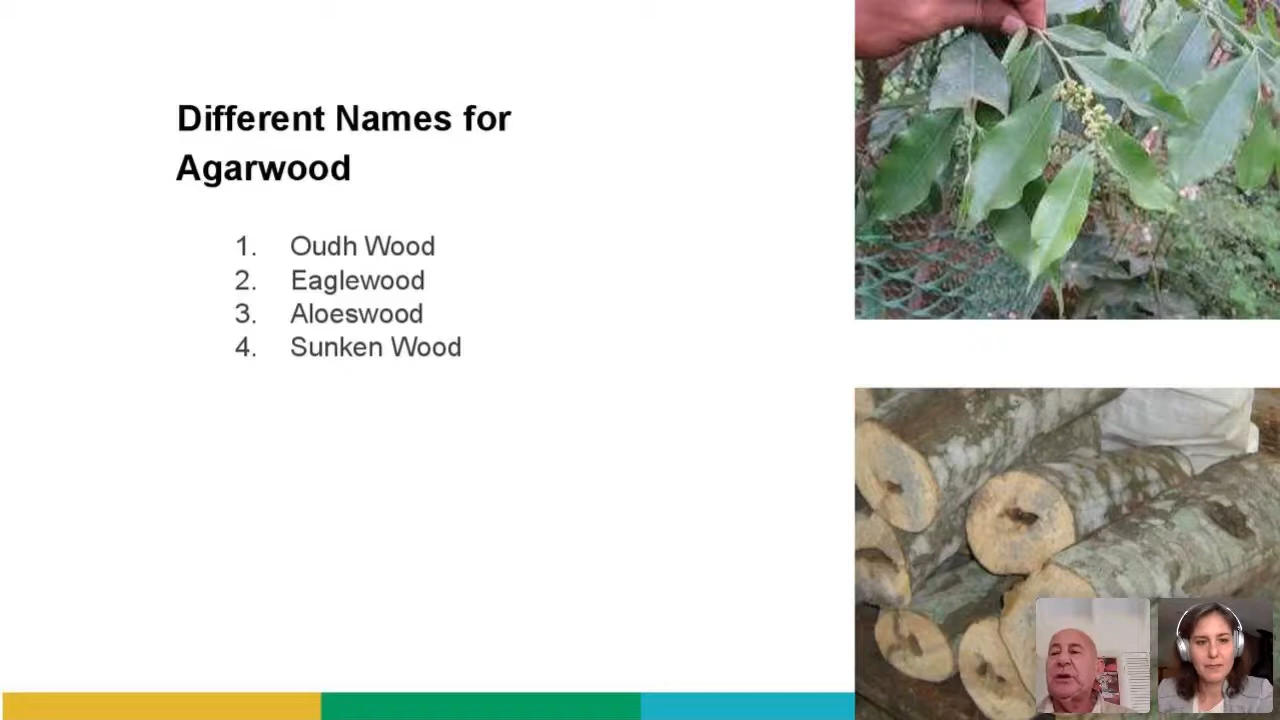 Different Names for
Agarwood
1. Oudh Wood
2. Eaglewood
3. Aloeswood
4. Sunken Wood